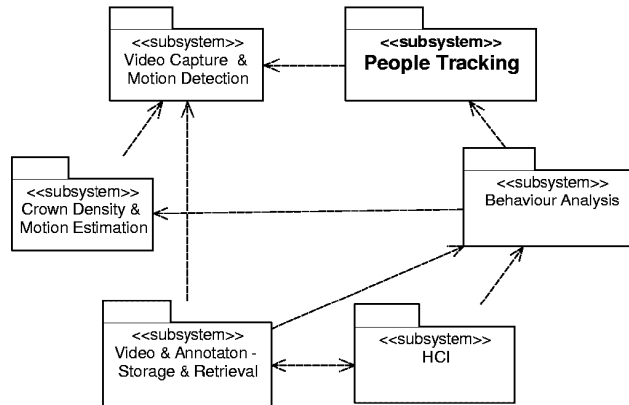 <<subsystem>>
Video Capture &
Motion Detection
<<subsystem>>
People Tracking
<<subsystem>>
Crown Density &
Motion Estimation
<<subsystem>>
Behaviour Analysis
<<subsystem>>
Video & Annotaton -
Storage & Retrieval
<<subsystem>>
HCI